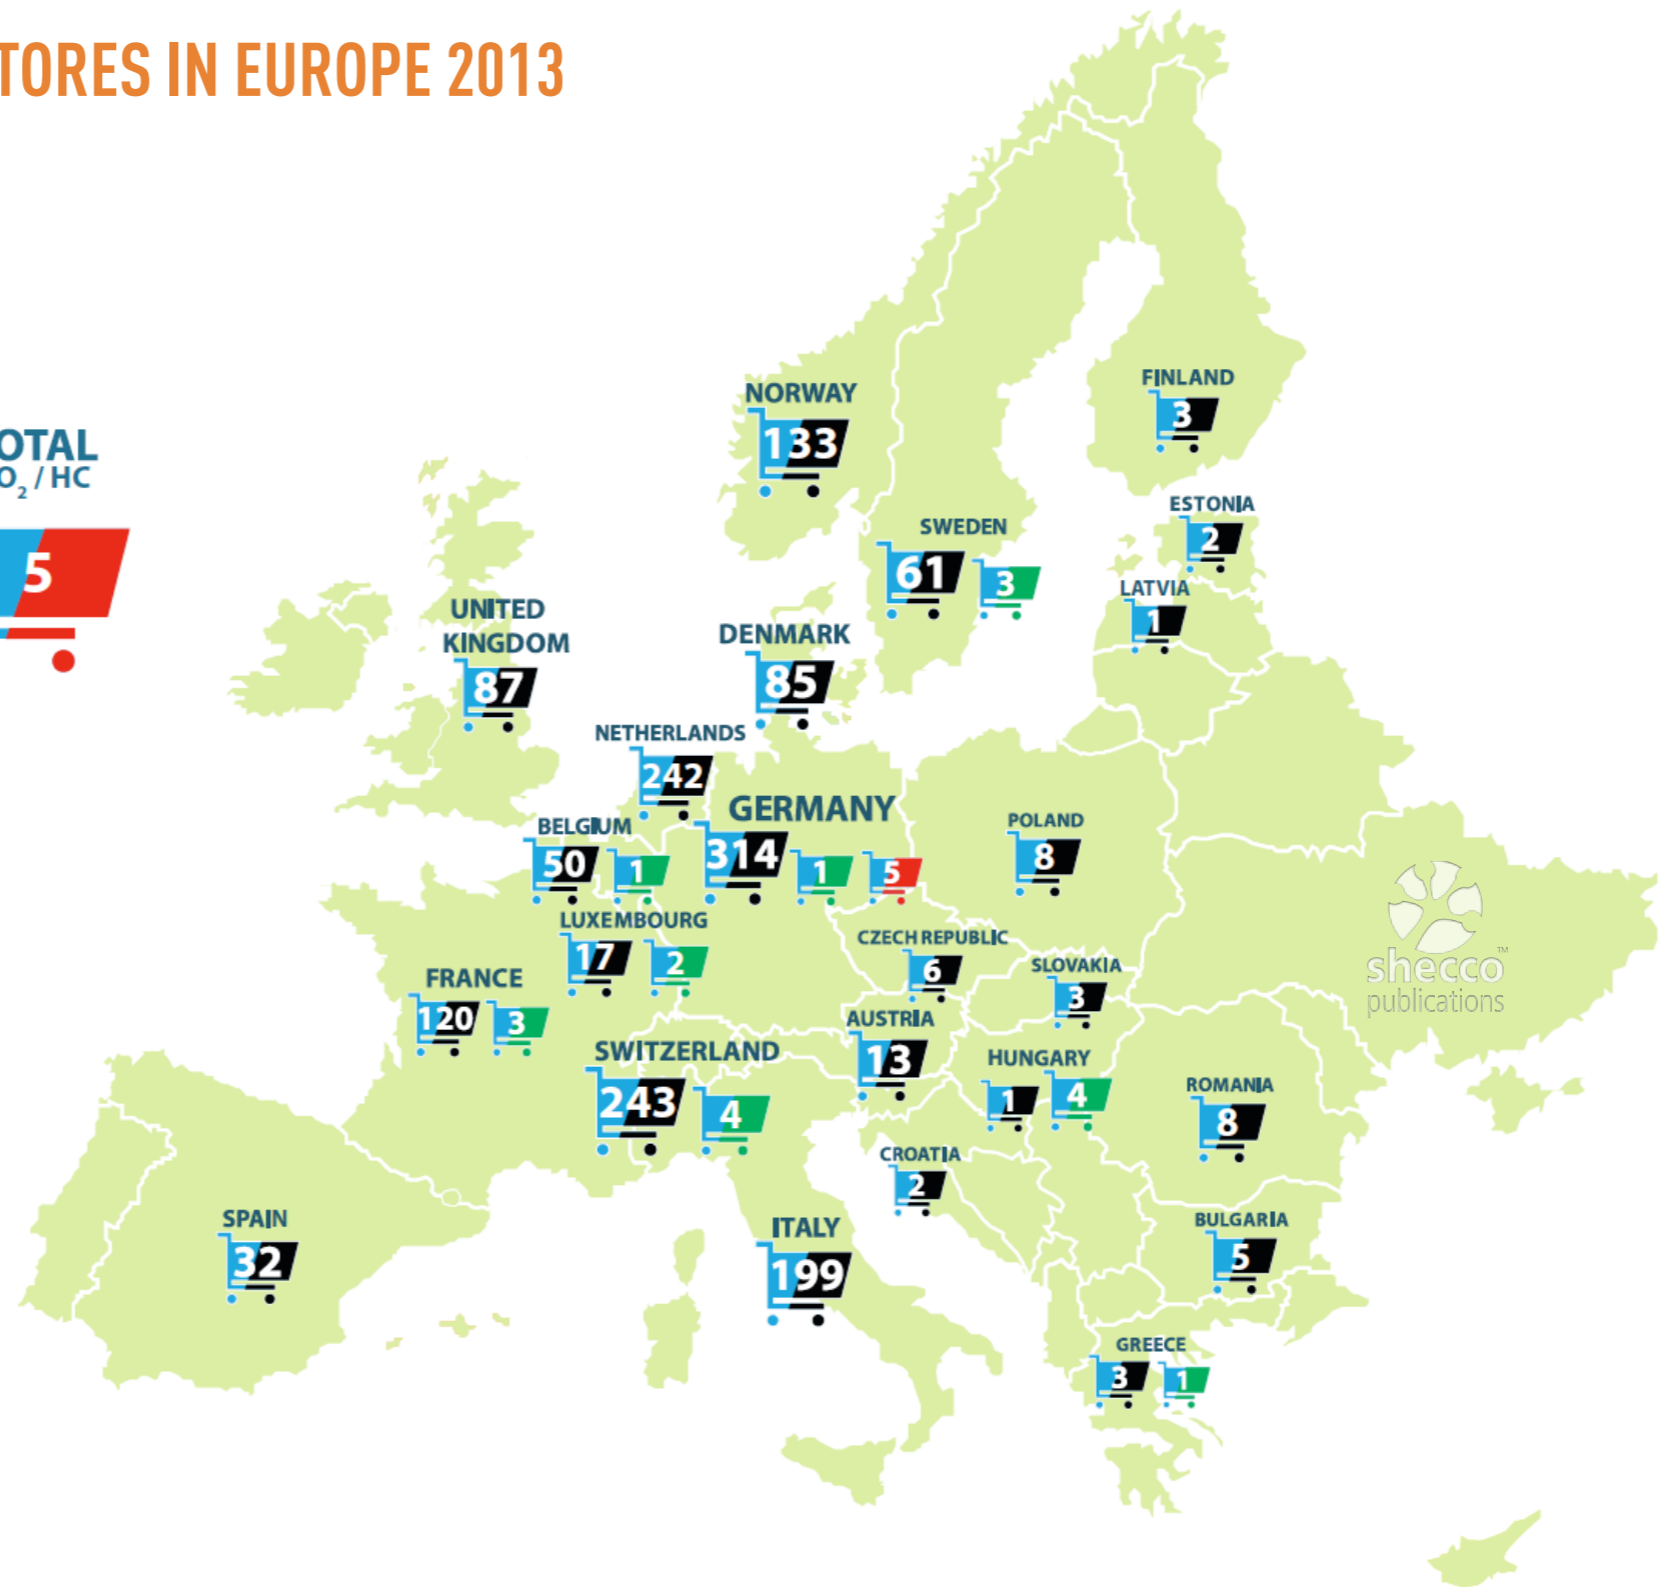 TORES IN EUROPE 2013
OTAL
O₂ / HC
5
NORWAY
133
FINLAND
3
SWEDEN
61
3
ESTONIA
2
LATVIA
1
UNITED
KINGDOM
87
DENMARK
85
NETHERLANDS
242
GERMANY
314
1
5
BELGIUM
50
1
POLAND
8
LUXEMBOURG
17
2
CZECH REPUBLIC
6
SLOVAKIA
3
FRANCE
120
3
AUSTRIA
13
SWITZERLAND
243
4
HUNGARY
1
4
ROMANIA
8
CROATIA
2
SPAIN
32
ITALY
199
BULGARIA
5
GREECE
3
1
shecco™
publications